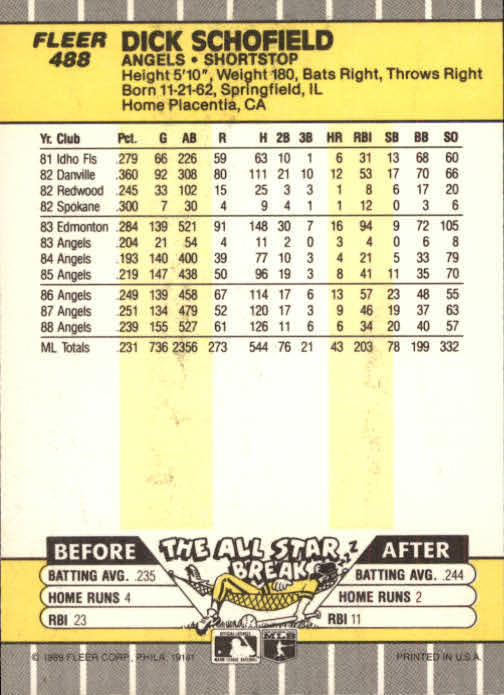 FLEER
488
DICK SCHOFIELD
ANGELS • SHORTSTOP
Height 5'10", Weight 180, Bats Right, Throws Right
Born 11-21-62, Springfield, IL
Home Placentia, CA
Yr. Club Pct. G AB R H 2B 3B HR RBI SB BB SO
81 Idho Fls .279 66 226 59 63 10 1 6 31 13 68 60
82 Danville .360 92 308 80 111 21 10 12 53 17 70 66
82 Redwood .245 33 102 15 25 3 3 1 8 6 17 20
82 Spokane .300 7 30 4 9 4 1 1 12 0 3 6
83 Edmonton .284 139 521 91 148 30 7 16 94 9 72 105
83 Angels .204 21 54 4 11 2 0 3 4 0 6 8
84 Angels .193 140 400 39 77 10 3 4 21 5 33 79
85 Angels .219 147 438 50 96 19 3 8 41 11 35 70
86 Angels .249 139 458 67 114 17 6 13 57 23 48 55
87 Angels .251 134 479 52 120 17 3 9 46 19 37 63
88 Angels .239 155 527 61 126 11 6 6 34 20 40 57
ML Totals .231 736 2356 273 544 76 21 43 203 78 199 332
BEFORE THE ALL STAR BREAK AFTER
ZZZ
BATTING AVG. .235 BATTING AVG. .244
HOME RUNS 4 HOME RUNS 2
RBI 23 RBI 11
OFFICIAL LICENSEE
MAJOR LEAGUE BASEBALL
MLB
© 1989 FLEER CORP., PHILA. 19141 PRINTED IN U.S.A.